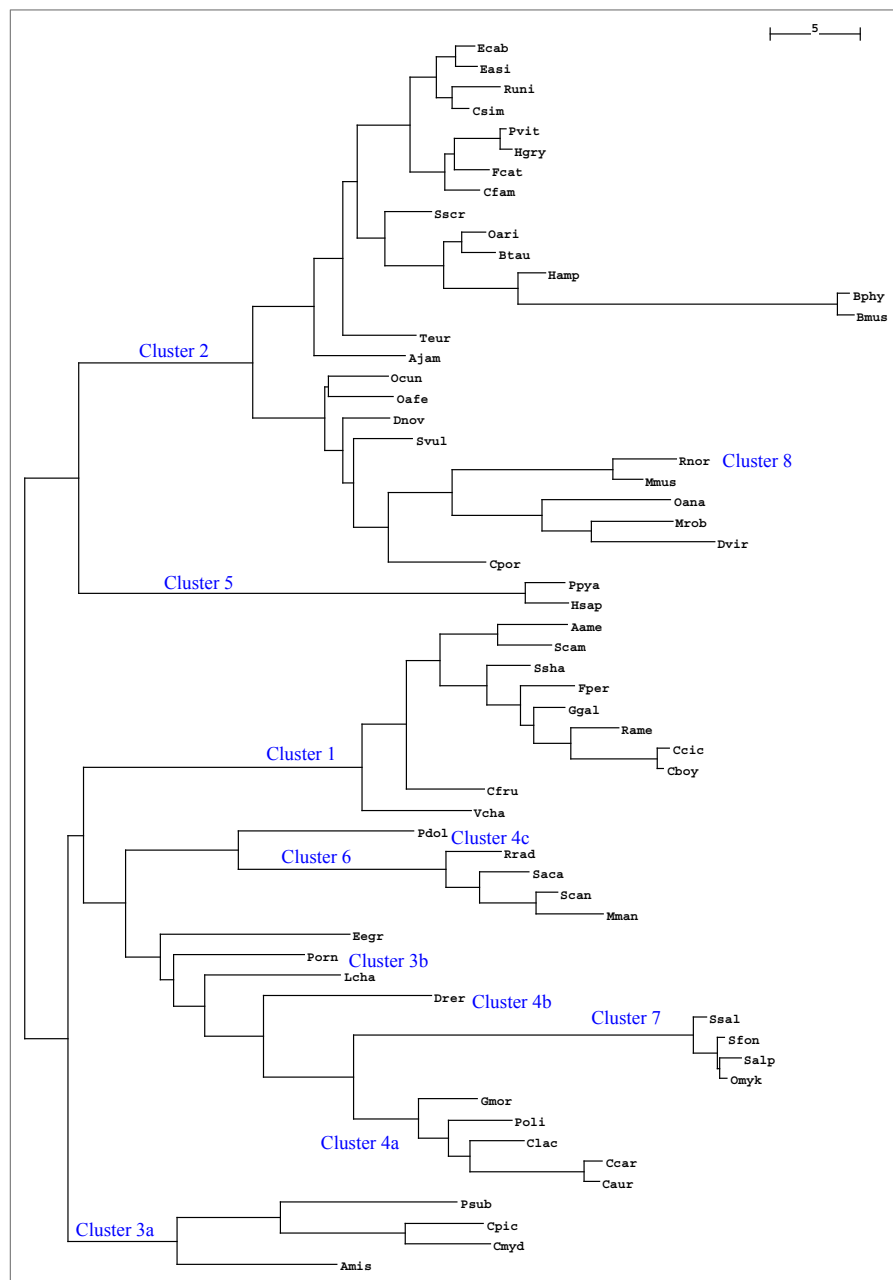 5
Ecab
Easi
Runi
Csim
Pvit
Hgry
Fcat
Cfam
Sscr
Oari
Btau
Hamp
Bphy
Bmus
Teur
Cluster 2
Ajam
Ocun
Oafe
Dnov
Svul
Rnor Cluster 8
Mmus
Oana
Mrob
Dvir
Cpor
Cluster 5 Ppya
Hsap
Aame
Scam
Ssha
Fper
Ggal
Rame
Ccic
Cluster 1
Cboy
Cfru
Vcha
Pdol Cluster 4c
Cluster 6 Rrad
Saca
Scan
Mman
Eegr
Porn Cluster 3b
Lcha
Drer Cluster 4b
Cluster 7 Ssal
Sfon
Salp
Omyk
Gmor
Poli
Cluster 4a Clac
Ccar
Caur
Psub
Cluster 3a Cpic
Cmyd
Amis